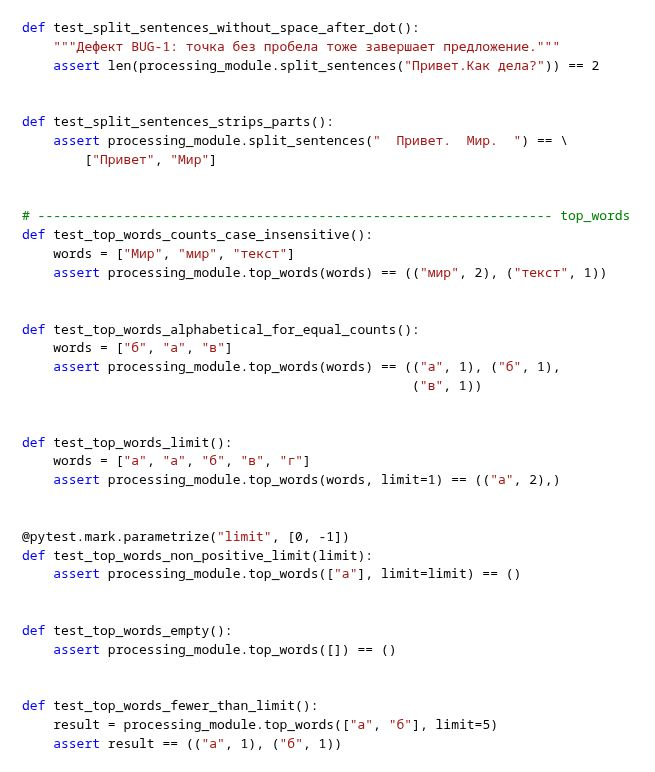 def test_split_sentences_without_space_after_dot():
    """Дефект BUG-1: точка без пробела тоже завершает предложение."""
    assert len(processing_module.split_sentences("Привет.Как дела?")) == 2
def test_split_sentences_strips_parts():
    assert processing_module.split_sentences("  Привет.  Мир.  ") == \
        ["Привет", "Мир"]
# ------------------------------------------------------------------ top_words
def test_top_words_counts_case_insensitive():
    words = ["Мир", "мир", "текст"]
    assert processing_module.top_words(words) == (("мир", 2), ("текст", 1))
def test_top_words_alphabetical_for_equal_counts():
    words = ["б", "а", "в"]
    assert processing_module.top_words(words) == (("а", 1), ("б", 1),
                                                  ("в", 1))
def test_top_words_limit():
    words = ["а", "а", "б", "в", "г"]
    assert processing_module.top_words(words, limit=1) == (("а", 2),)
@pytest.mark.parametrize("limit", [0, -1])
def test_top_words_non_positive_limit(limit):
    assert processing_module.top_words(["а"], limit=limit) == ()
def test_top_words_empty():
    assert processing_module.top_words([]) == ()
def test_top_words_fewer_than_limit():
    result = processing_module.top_words(["а", "б"], limit=5)
    assert result == (("а", 1), ("б", 1))